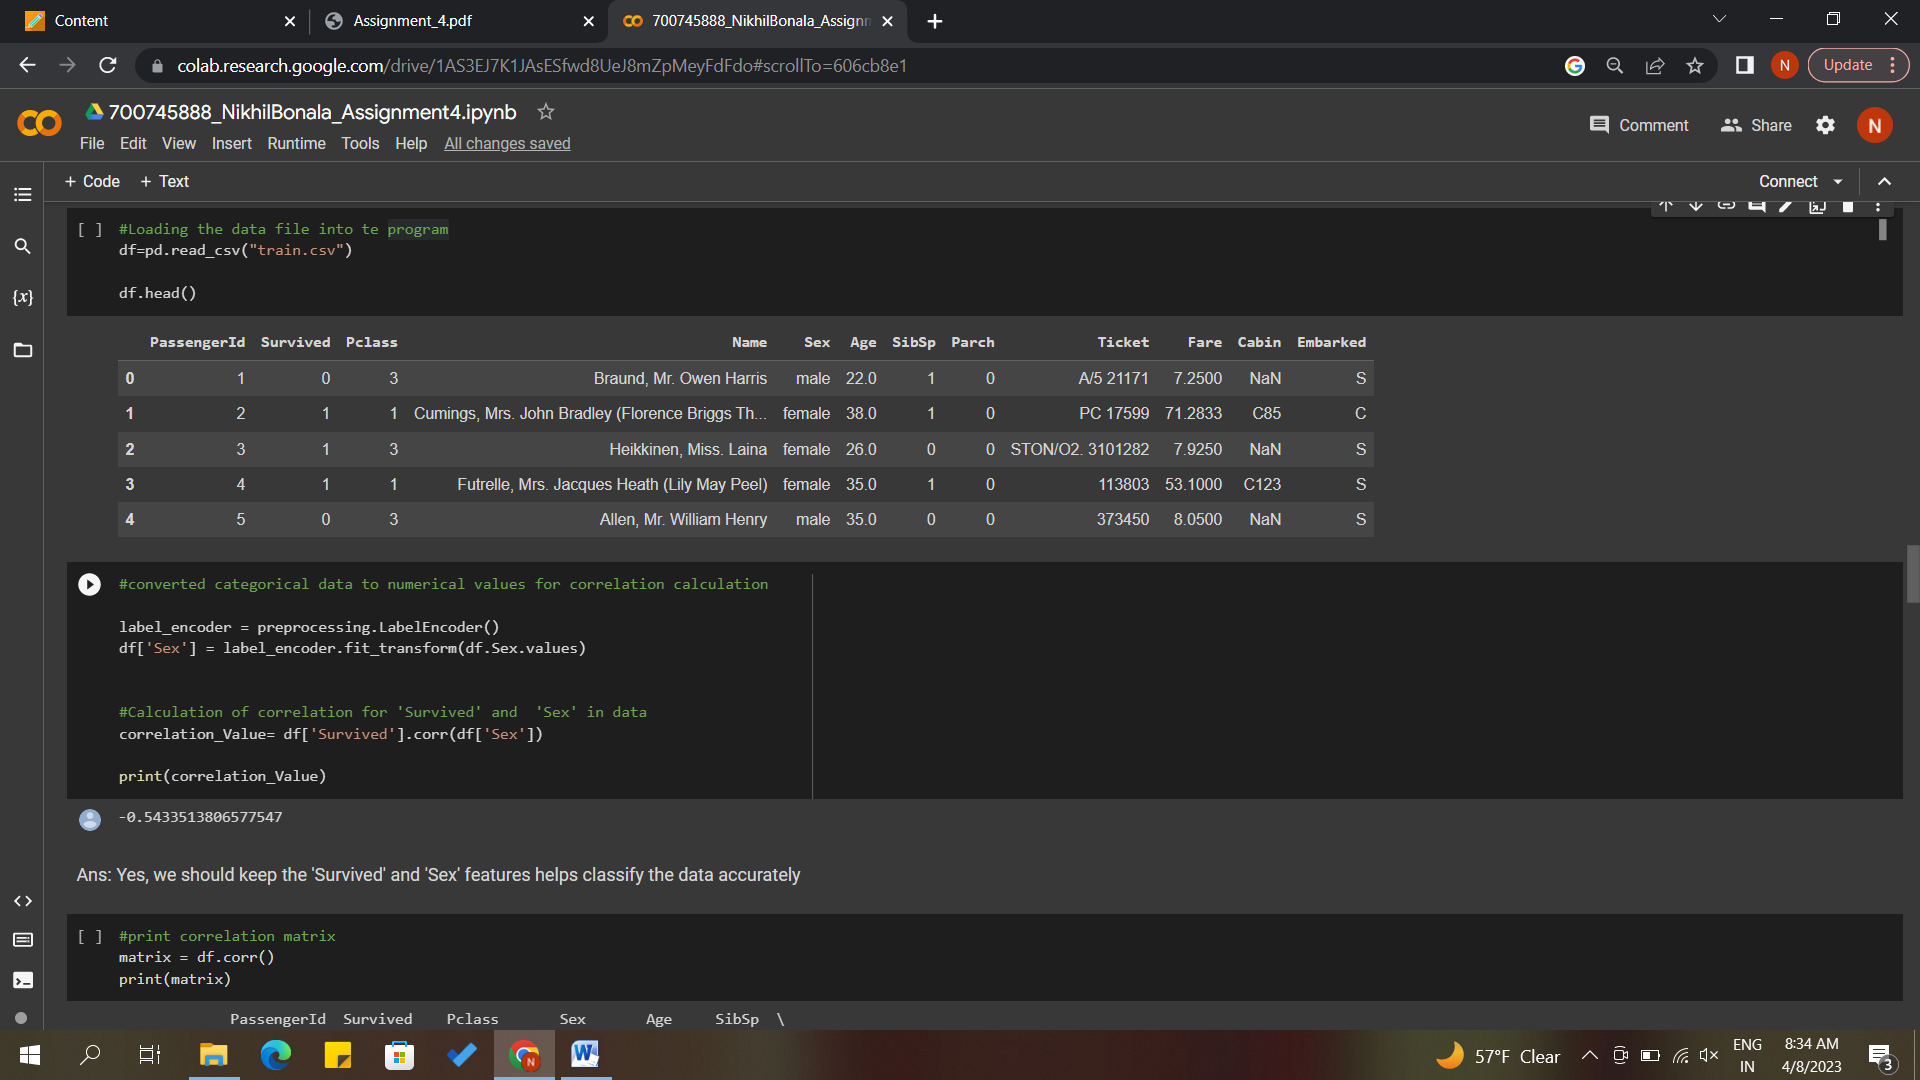 Content
Assignment_4.pdf
700745888_NikhilBonala_Assignn
colab.research.google.com/drive/1AS3EJ7K1JAsESfwd8UeJ8mZpMeyFdFdo#scrollTo=606cb8e1
N
Update
700745888_NikhilBonala_Assignment4.ipynb
Comment
Share
N
File Edit View Insert Runtime Tools Help All changes saved
+ Code + Text
Connect
{x}
[ ] #Loading the data file into te program
df=pd.read_csv("train.csv")
df.head()
PassengerId Survived Pclass Name Sex Age SibSp Parch Ticket Fare Cabin Embarked
0 1 0 3 Braund, Mr. Owen Harris male 22.0 1 0 A/5 21171 7.2500 NaN S
1 2 1 1 Cumings, Mrs. John Bradley (Florence Briggs Th... female 38.0 1 0 PC 17599 71.2833 C85 C
2 3 1 3 Heikkinen, Miss. Laina female 26.0 0 0 STON/O2. 3101282 7.9250 NaN S
3 4 1 1 Futrelle, Mrs. Jacques Heath (Lily May Peel) female 35.0 1 0 113803 53.1000 C123 S
4 5 0 3 Allen, Mr. William Henry male 35.0 0 0 373450 8.0500 NaN S
#converted categorical data to numerical values for correlation calculation
label_encoder = preprocessing.LabelEncoder()
df['Sex'] = label_encoder.fit_transform(df.Sex.values)
#Calculation of correlation for 'Survived' and  'Sex' in data
correlation_Value= df['Survived'].corr(df['Sex'])
print(correlation_Value)
-0.5433513806577547
Ans: Yes, we should keep the 'Survived' and 'Sex' features helps classify the data accurately
[ ] #print correlation matrix
matrix = df.corr()
print(matrix)
PassengerId Survived Pclass Sex Age SibSp \
57°F Clear
ENG
IN
8:34 AM
4/8/2023
3